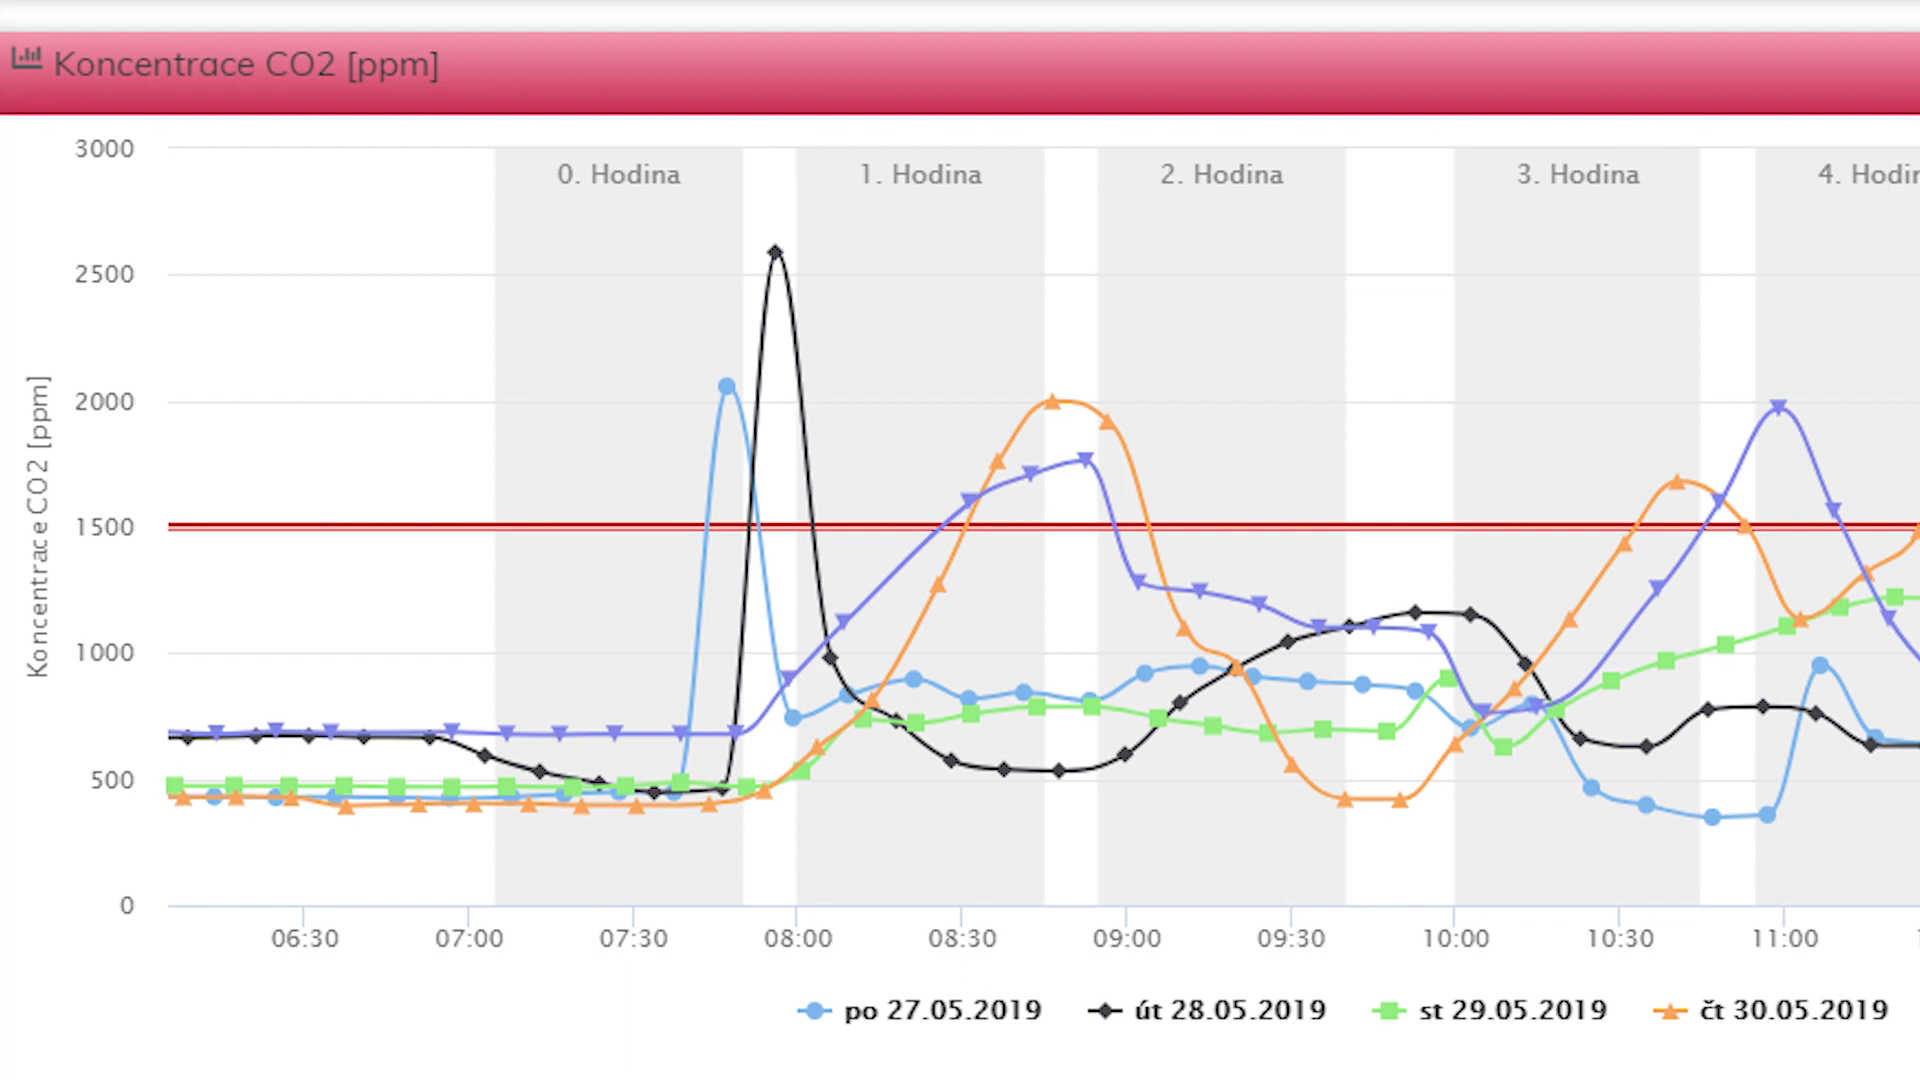 Koncentrace CO2 [ppm]
3000
0. Hodina
1. Hodina
2. Hodina
3. Hodina
4.
2500
2000
1500
1000
500
0
Koncentrace CO2 [ppm]
06:30
07:00
07:30
08:00
08:30
09:00
09:30
10:00
10:30
11:00
po 27.05.2019
út 28.05.2019
st 29.05.2019
čt 30.05.2019